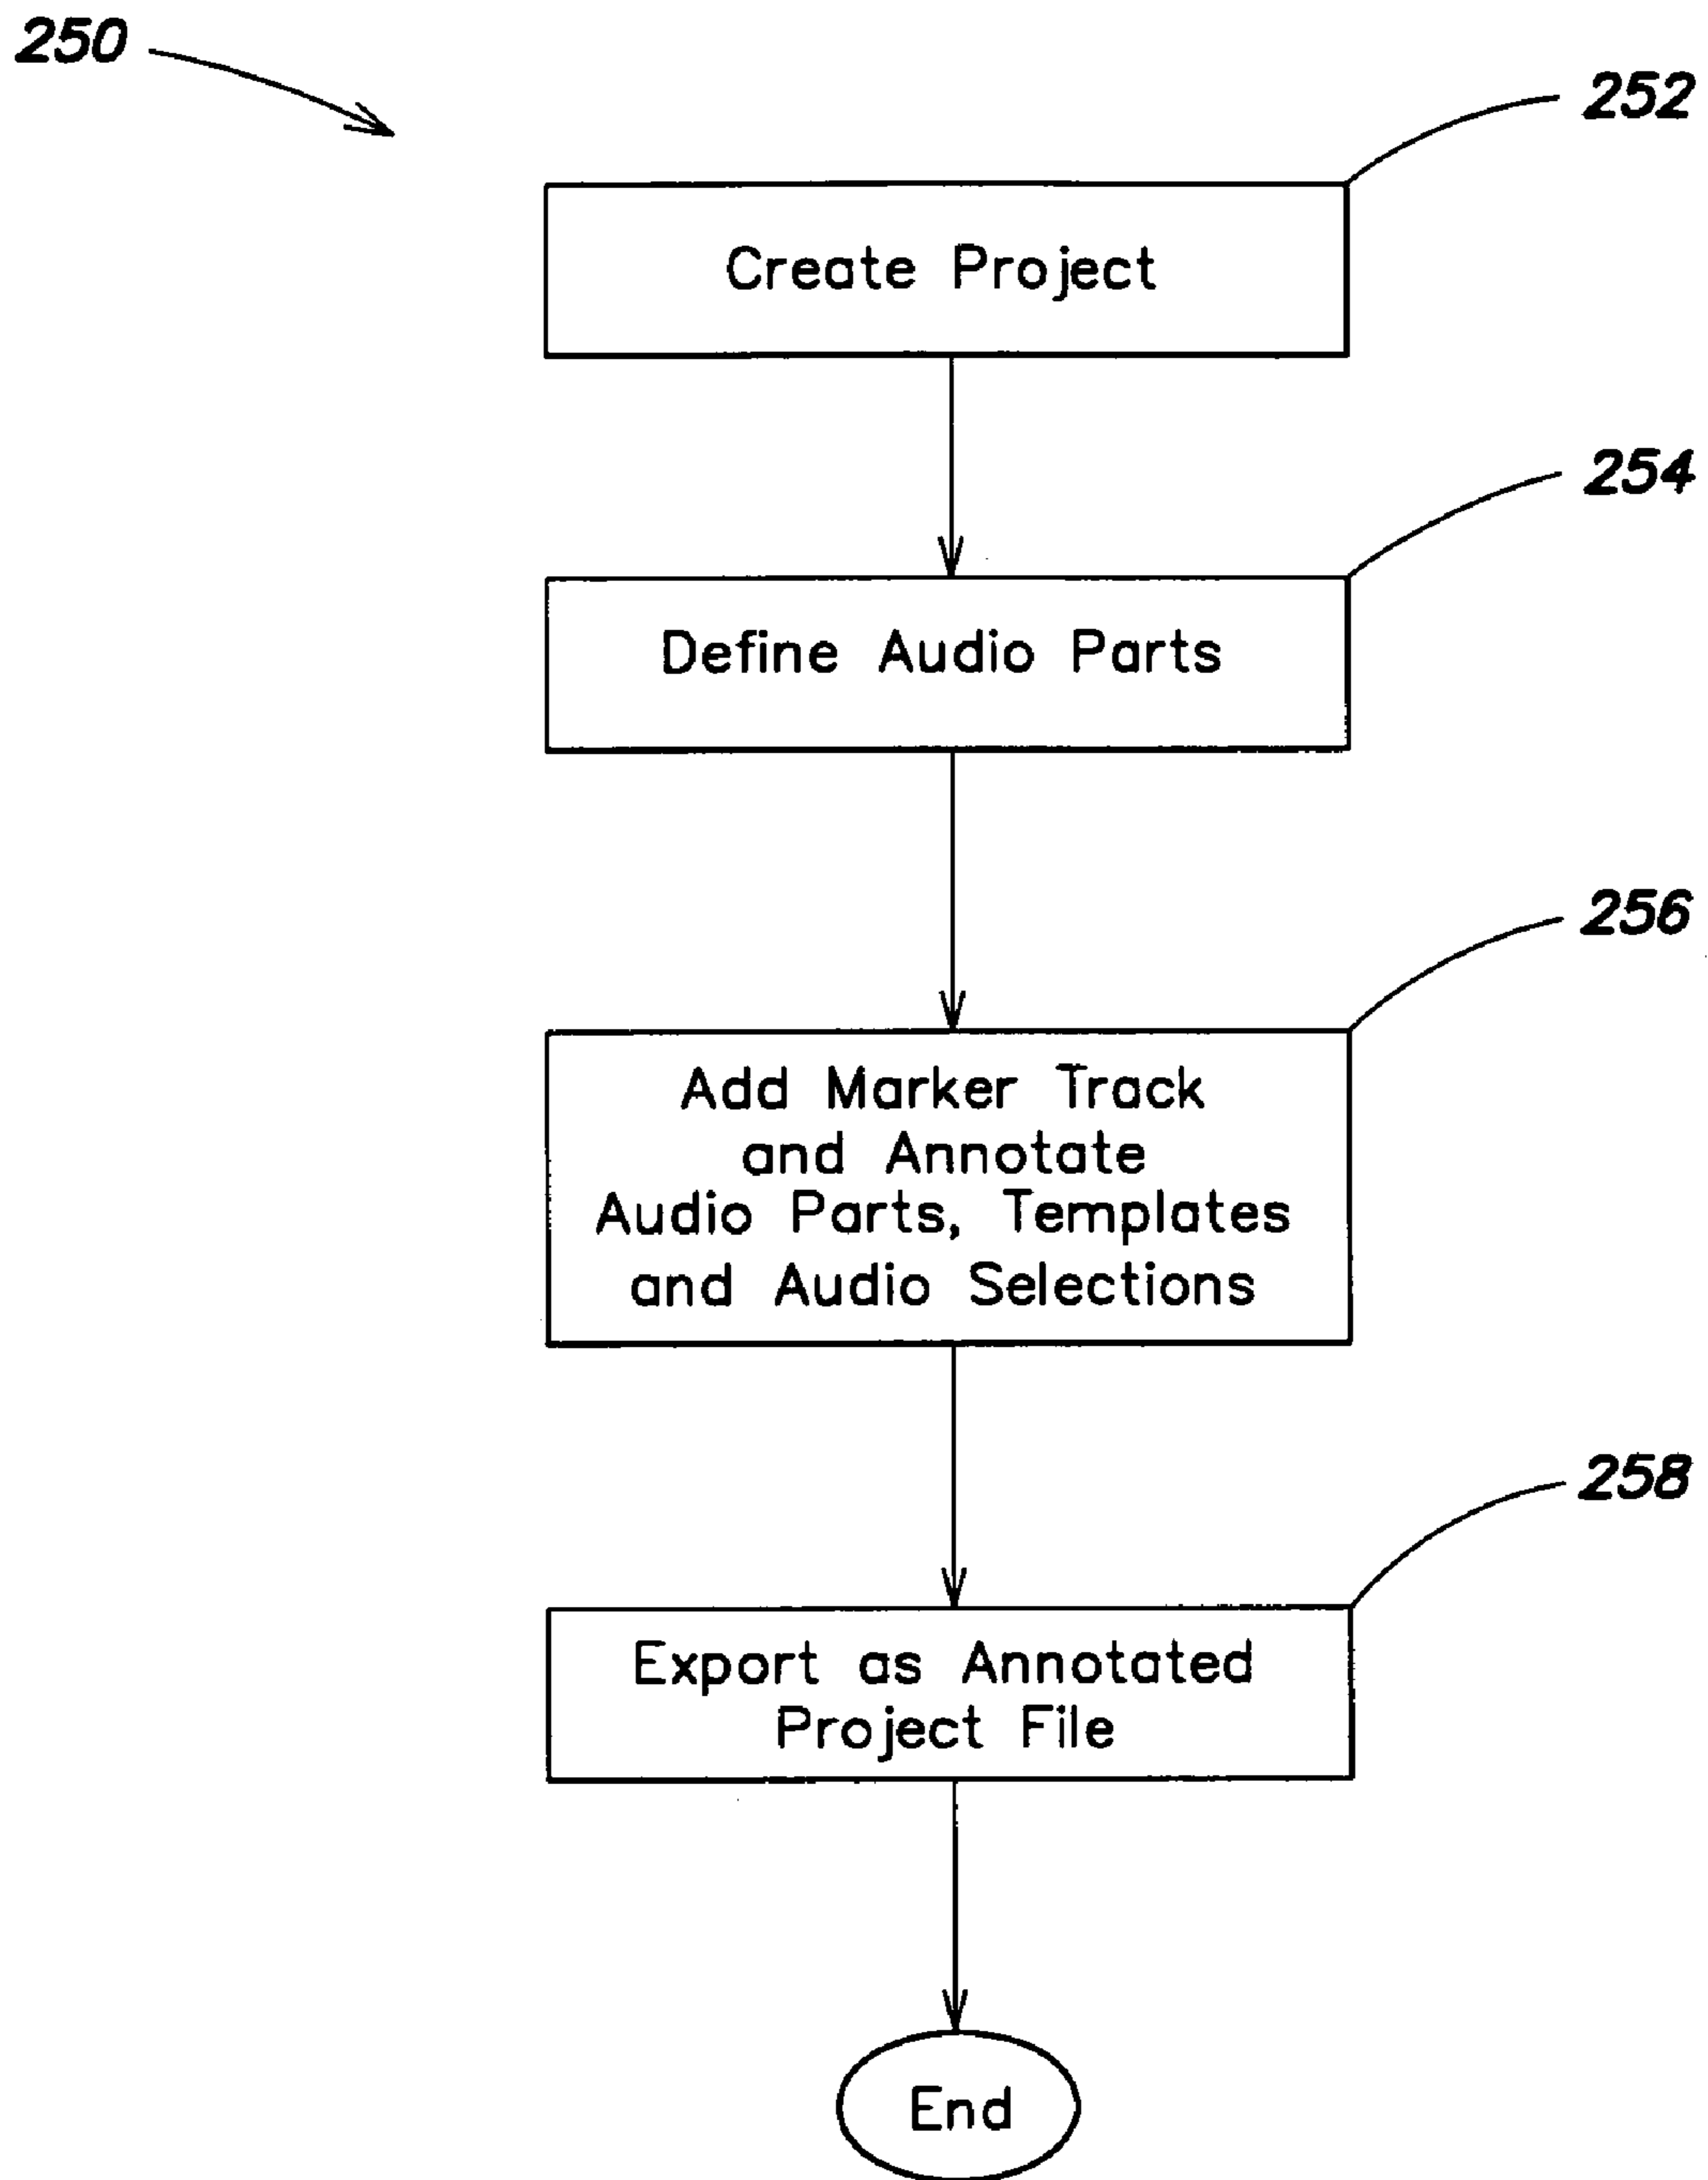 250
252
Create Project
254
Define Audio Parts
256
Add Marker Track
and Annotate
Audio Parts, Templates
and Audio Selections
258
Export as Annotated
Project File
End